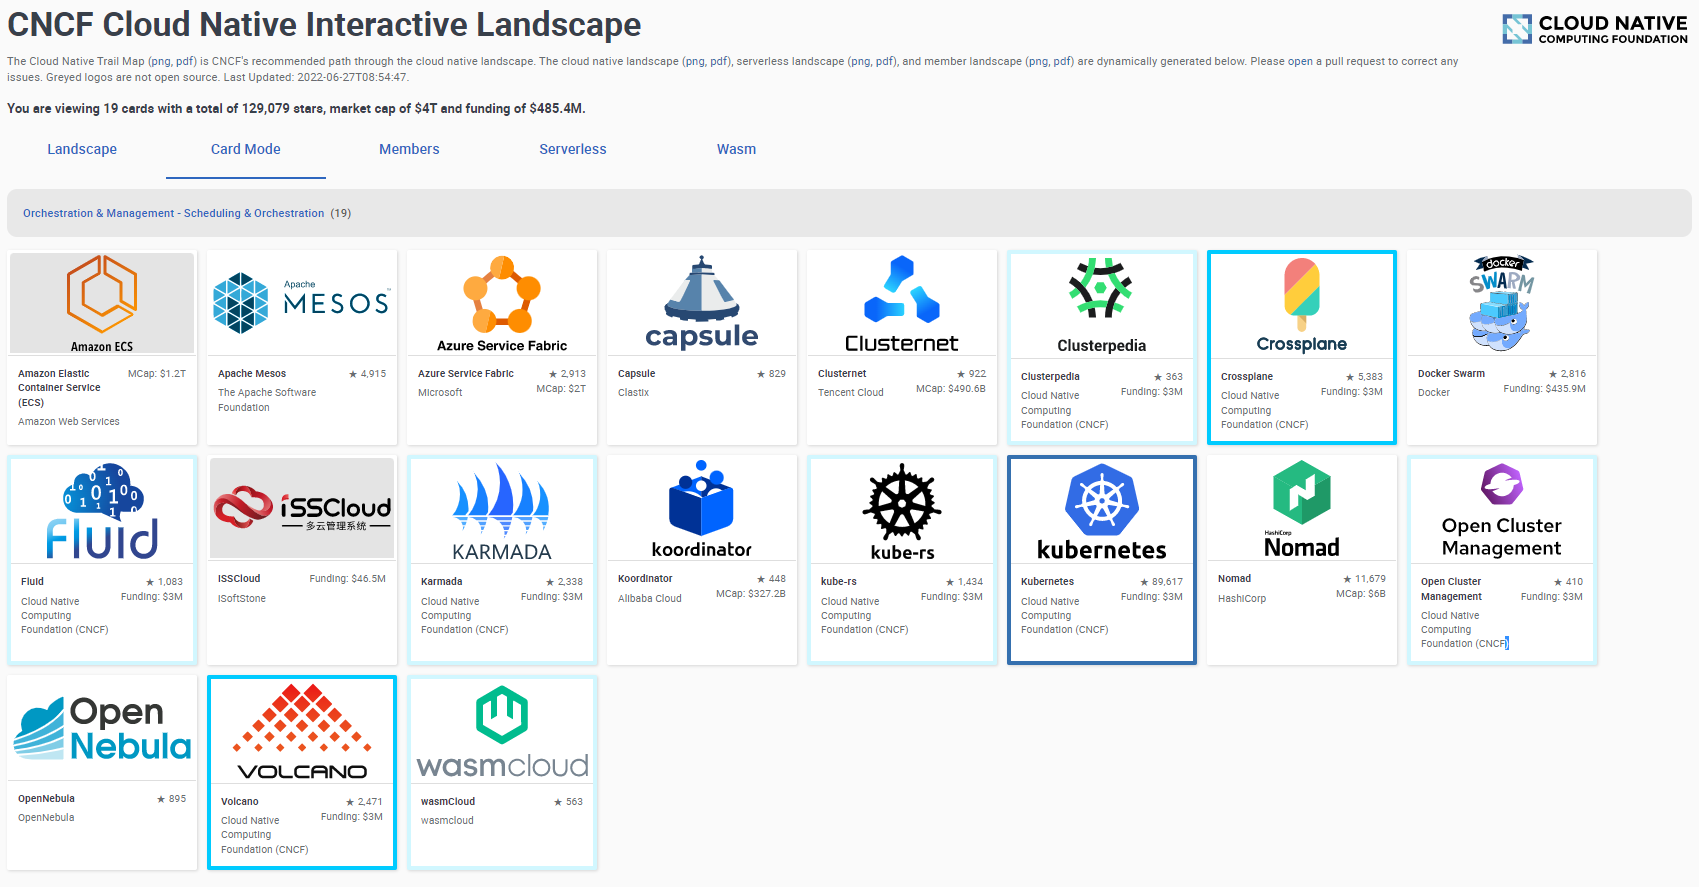 CNCF Cloud Native Interactive Landscape
CLOUD NATIVE
COMPUTING FOUNDATION
The Cloud Native Trail Map (png, pdf) is CNCF's recommended path through the cloud native landscape. The cloud native landscape (png, pdf), serverless landscape (png, pdf), and member landscape (png, pdf) are dynamically generated below. Please open a pull request to correct any
issues. Greyed logos are not open source. Last Updated: 2022-06-27T08:54:47.
You are viewing 19 cards with a total of 129,079 stars, market cap of $4T and funding of $485.4M.
Landscape
Card Mode
Members
Serverless
Wasm
Orchestration & Management - Scheduling & Orchestration (19)
Amazon ECS
Amazon Elastic
Container Service
(ECS)
MCap: $1.2T
Amazon Web Services
Apache
MESOS™
Apache Mesos
★ 4,915
The Apache Software
Foundation
Azure Service Fabric
Azure Service Fabric
★ 2,913
Microsoft
MCap: $2T
capsule
Capsule
★ 829
Clastix
Clusternet
Clusternet
★ 922
Tencent Cloud
MCap: $490.6B
Clusterpedia
Clusterpedia
★ 363
Funding: $3M
Cloud Native
Computing
Foundation (CNCF)
Crossplane
Crossplane
★ 5,383
Funding: $3M
Cloud Native
Computing
Foundation (CNCF)
docker
SWARM
Docker Swarm
★ 2,816
Docker
Funding: $435.9M
fluid
Fluid
★ 1,083
Funding: $3M
Cloud Native
Computing
Foundation (CNCF)
iSSCloud
多云管理系统
ISSCloud
Funding: $46.5M
ISoftStone
KARMADA
Karmada
★ 2,338
Funding: $3M
Cloud Native
Computing
Foundation (CNCF)
koordinator
Koordinator
★ 448
Alibaba Cloud
MCap: $327.2B
kube-rs
kube-rs
★ 1,434
Funding: $3M
Cloud Native
Computing
Foundation (CNCF)
kubernetes
Kubernetes
★ 89,617
Funding: $3M
Cloud Native
Computing
Foundation (CNCF)
HashiCorp
Nomad
Nomad
★ 11,679
HashiCorp
MCap: $6B
Open Cluster
Management
Open Cluster
Management
★ 410
Funding: $3M
Cloud Native
Computing
Foundation (CNCF)
Open
Nebula
OpenNebula
★ 895
OpenNebula
VOLCANO
Volcano
★ 2,471
Funding: $3M
Cloud Native
Computing
Foundation (CNCF)
wasmcloud
wasmCloud
★ 563
wasmcloud